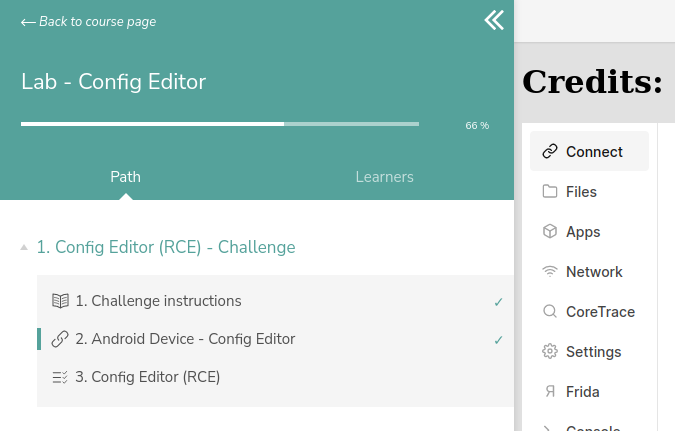 Back to course page
Lab - Config Editor
66 %
Path
Learners
1. Config Editor (RCE) - Challenge
1. Challenge instructions
2. Android Device - Config Editor
3. Config Editor (RCE)
Credits:
Connect
Files
Apps
Network
CoreTrace
Settings
Frida
Console